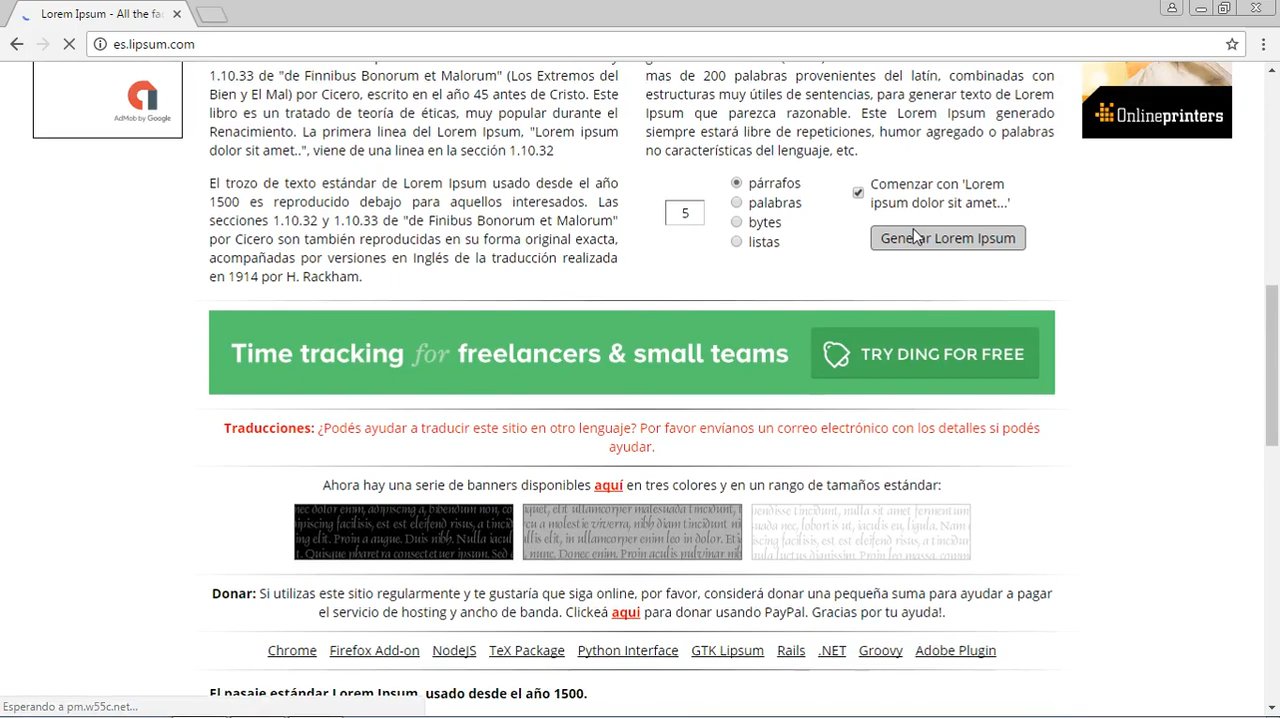 Lorem Ipsum - All the fac
es.lipsum.com
AdMob by Google
1.10.33 de "de Finnibus Bonorum et Malorum" (Los Extremos del
Bien y El Mal) por Cicero, escrito en el año 45 antes de Cristo. Este
libro es un tratado de teoría de éticas, muy popular durante el
Renacimiento. La primera linea del Lorem Ipsum, "Lorem ipsum
dolor sit amet..", viene de una linea en la sección 1.10.32
El trozo de texto estándar de Lorem Ipsum usado desde el año
1500 es reproducido debajo para aquellos interesados. Las
secciones 1.10.32 y 1.10.33 de "de Finibus Bonorum et Malorum"
por Cicero son también reproducidas en su forma original exacta,
acompañadas por versiones en Inglés de la traducción realizada
en 1914 por H. Rackham.
mas de 200 palabras provenientes del latín, combinadas con
estructuras muy útiles de sentencias, para generar texto de Lorem
Ipsum que parezca razonable. Este Lorem Ipsum generado
siempre estará libre de repeticiones, humor agregado o palabras
no características del lenguaje, etc.
5
párrafos
palabras
bytes
listas
Comenzar con 'Lorem
ipsum dolor sit amet...'
Generar Lorem Ipsum
Onlineprinters
Time tracking for freelancers & small teams
TRY DING FOR FREE
Traducciones: ¿Podés ayudar a traducir este sitio en otro lenguaje? Por favor envíanos un correo electrónico con los detalles si podés
ayudar.
Ahora hay una serie de banners disponibles aquí en tres colores y en un rango de tamaños estándar:
Donar: Si utilizas este sitio regularmente y te gustaría que siga online, por favor, considerá donar una pequeña suma para ayudar a pagar
el servicio de hosting y ancho de banda. Clickeá aqui para donar usando PayPal. Gracias por tu ayuda!.
Chrome Firefox Add-on NodeJS TeX Package Python Interface GTK Lipsum Rails .NET Groovy Adobe Plugin
El pasaje estándar Lorem Ipsum, usado desde el año 1500.
Esperando a pm.w55c.net...